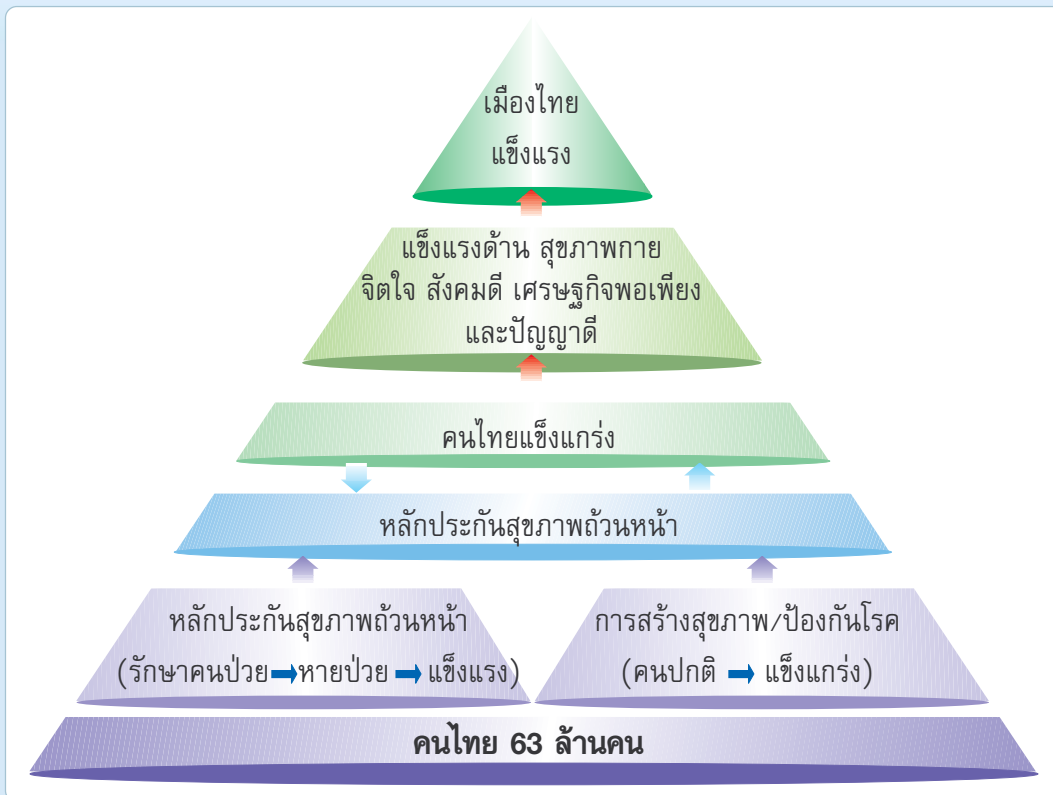 เมืองไทย
แข็งแรง
แข็งแรงด้าน สุขภาพกาย
จิตใจ สังคมดี เศรษฐกิจพอเพียง
และปัญญาดี
คนไทยแข็งแกร่ง
หลักประกันสุขภาพถ้วนหน้า
หลักประกันสุขภาพถ้วนหน้า
(รักษาคนป่วย ➡ หายป่วย ➡ แข็งแรง)
การสร้างสุขภาพ/ป้องกันโรค
(คนปกติ ➡ แข็งแกร่ง)
คนไทย 63 ล้านคน